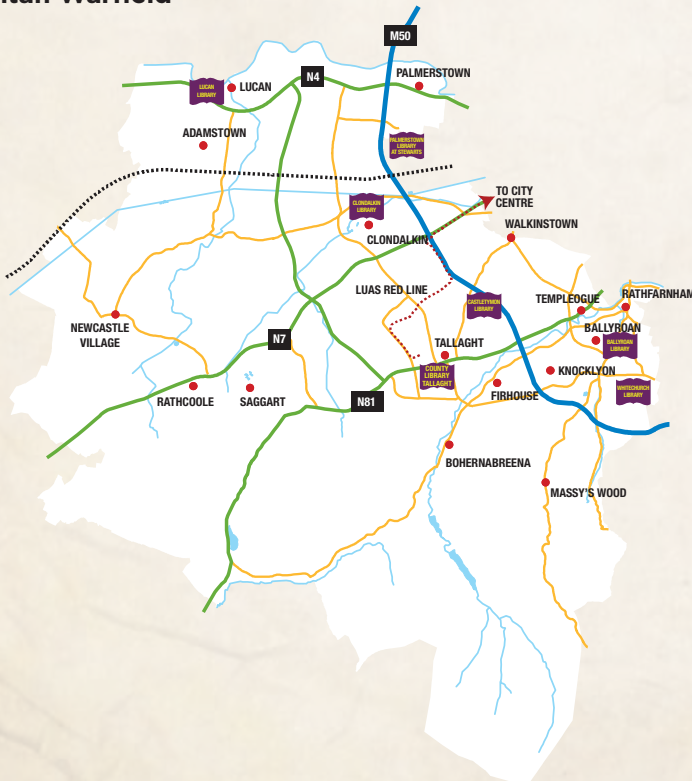 M50
N4
PALMERSTOWN
LUCAN
LIBRARY
LUCAN
ADAMSTOWN
PALMERSTOWN
LIBRARY
AT STEWARTS
TO CITY
CENTRE
CLONDALKIN
LIBRARY
WALKINSTOWN
CLONDALKIN
LUAS RED LINE
CASTLETYMON
LIBRARY
TEMPLEOGUE
RATHFARNHAM
NEWCASTLE
VILLAGE
BALLYROAN
N7
TALLAGHT
BALLYROAN
LIBRARY
COUNTY
LIBRARY
TALLAGHT
KNOCKLYON
RATHCOOLE
SAGGART
N81
FIRHOUSE
WHITECHURCH
LIBRARY
BOHERNABREENA
MASSY'S WOOD